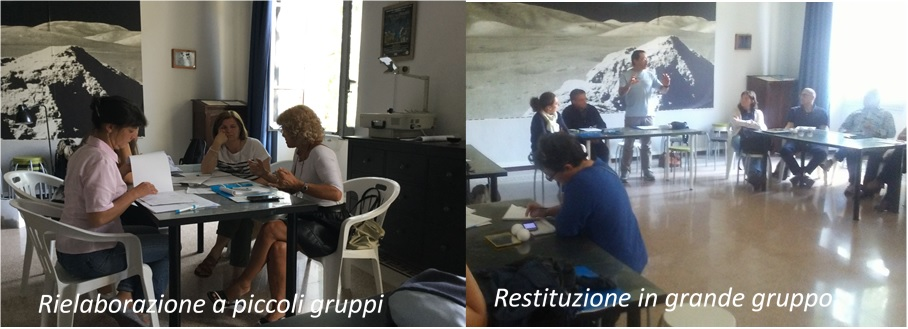 Rielaborazione a piccoli gruppi
Restituzione in grande gruppo